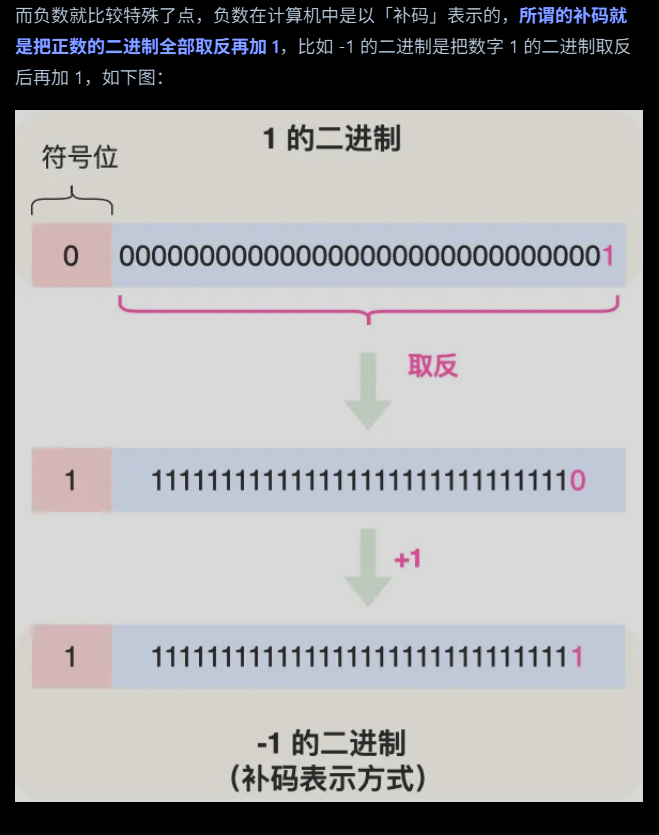 而负数就比较特殊了点，负数在计算机中是以「补码」表示的，所谓的补码就
是把正数的二进制全部取反再加 1，比如 -1 的二进制是把数字 1 的二进制取反
后再加 1，如下图：
1 的二进制
符号位
0 0000000000000000000000000000001
取反
1 1111111111111111111111111111110
+1
1 1111111111111111111111111111111
-1 的二进制
（补码表示方式）